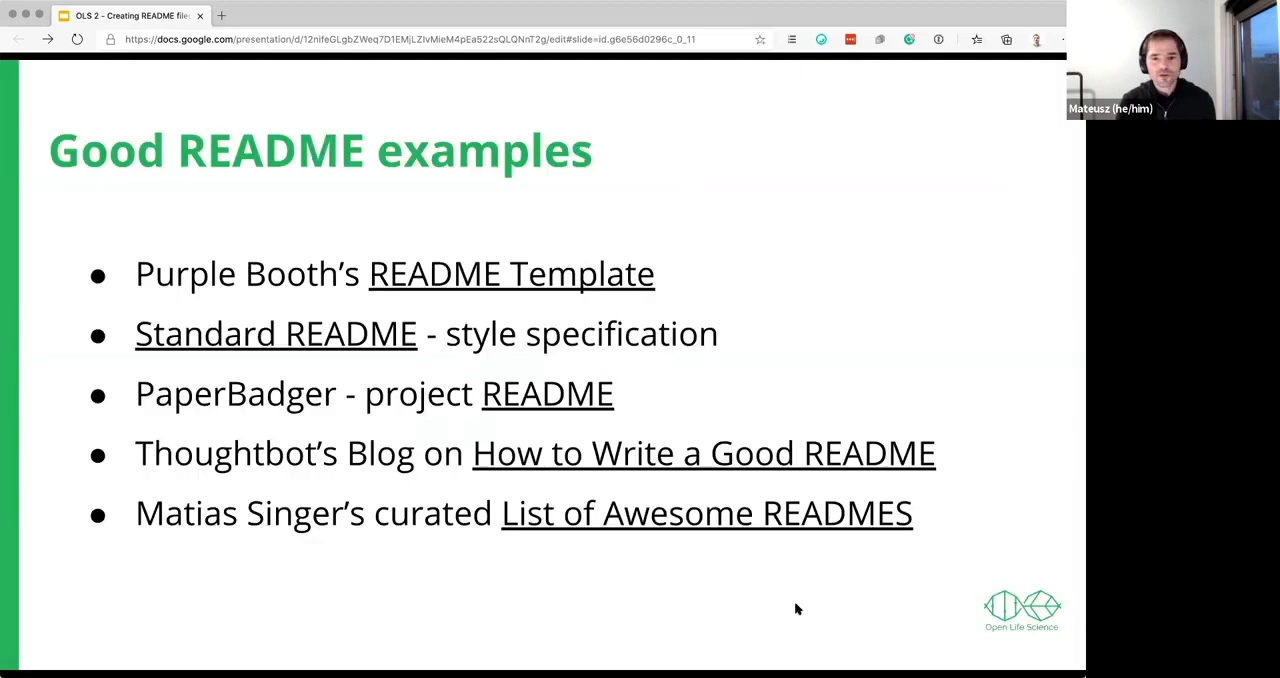 OLS 2 - Creating README file
https://docs.google.com/presentation/d/12nifeGLgbZWeq7D1EMjLZIvMieM4pEa522sQLQNnT2g/edit#slide=id.g6e56d0296c_0_11
Mateusz (he/him)
Good README examples
● Purple Booth’s README Template
● Standard README - style specification
● PaperBadger - project README
● Thoughtbot’s Blog on How to Write a Good README
● Matias Singer’s curated List of Awesome READMES
Open Life Science